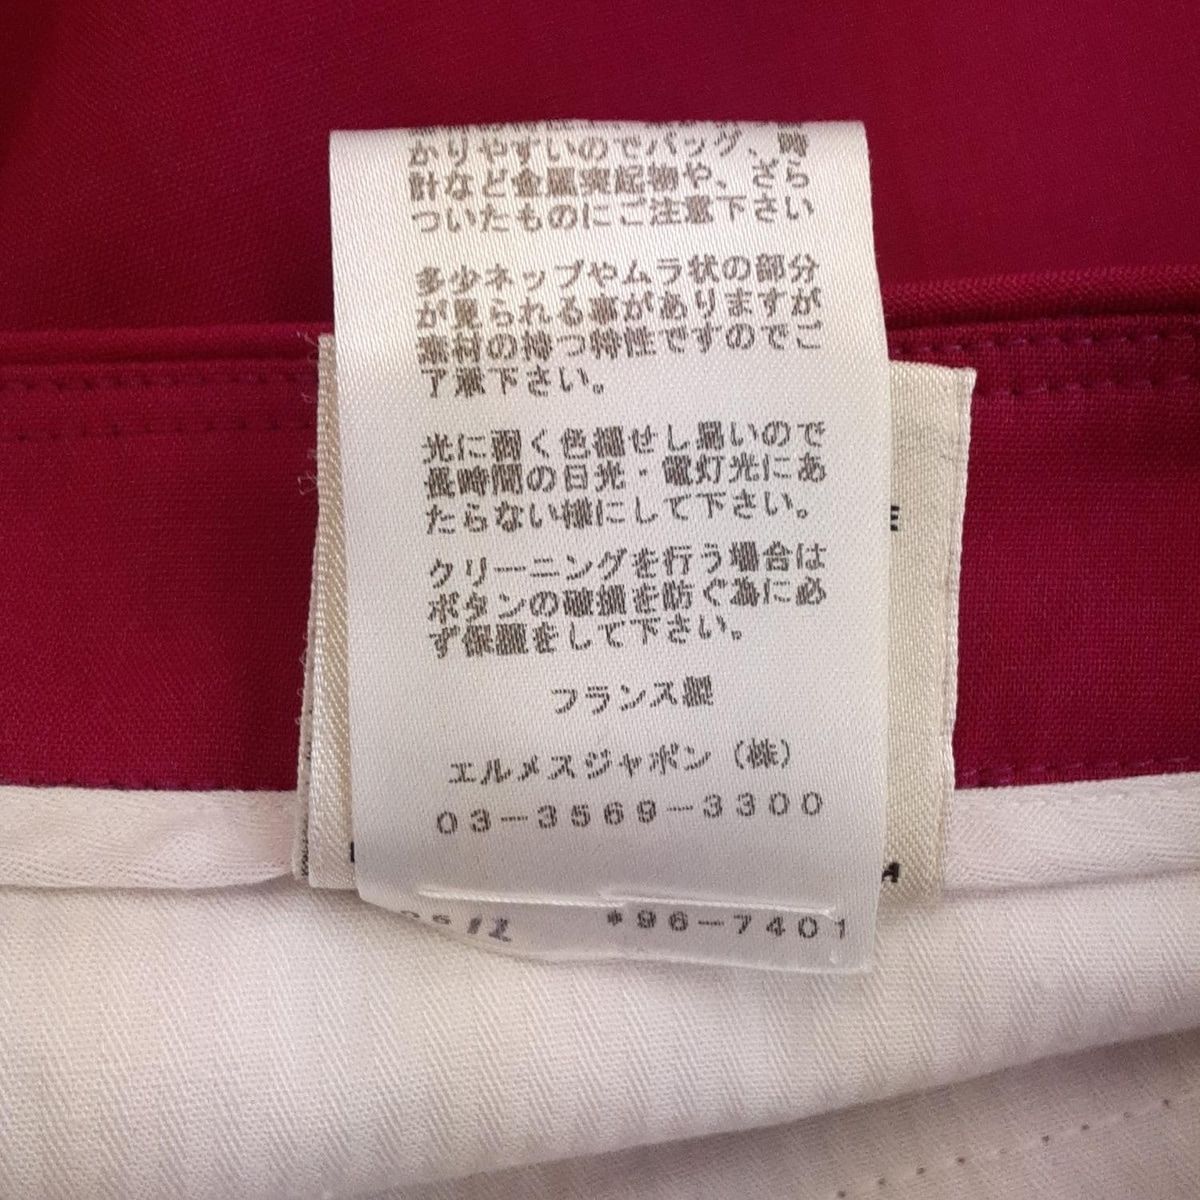 かりやすいのでバッグ、時
計など金属突起物や、ざら
ついたものにご注意下さい
多少ネップやムラ状の部分
が見られる事がありますが
素材の持つ特性ですのでご
了承下さい。
光に弱く色褪せし易いので
長時間の日光・電灯光にあ
たらない様にして下さい。
クリーニングを行う場合は
ボタンの破損を防ぐ為に必
ず保護をして下さい。
フランス製
エルメスジャポン(株)
03-3569-3300
12 *96-7401
E
A